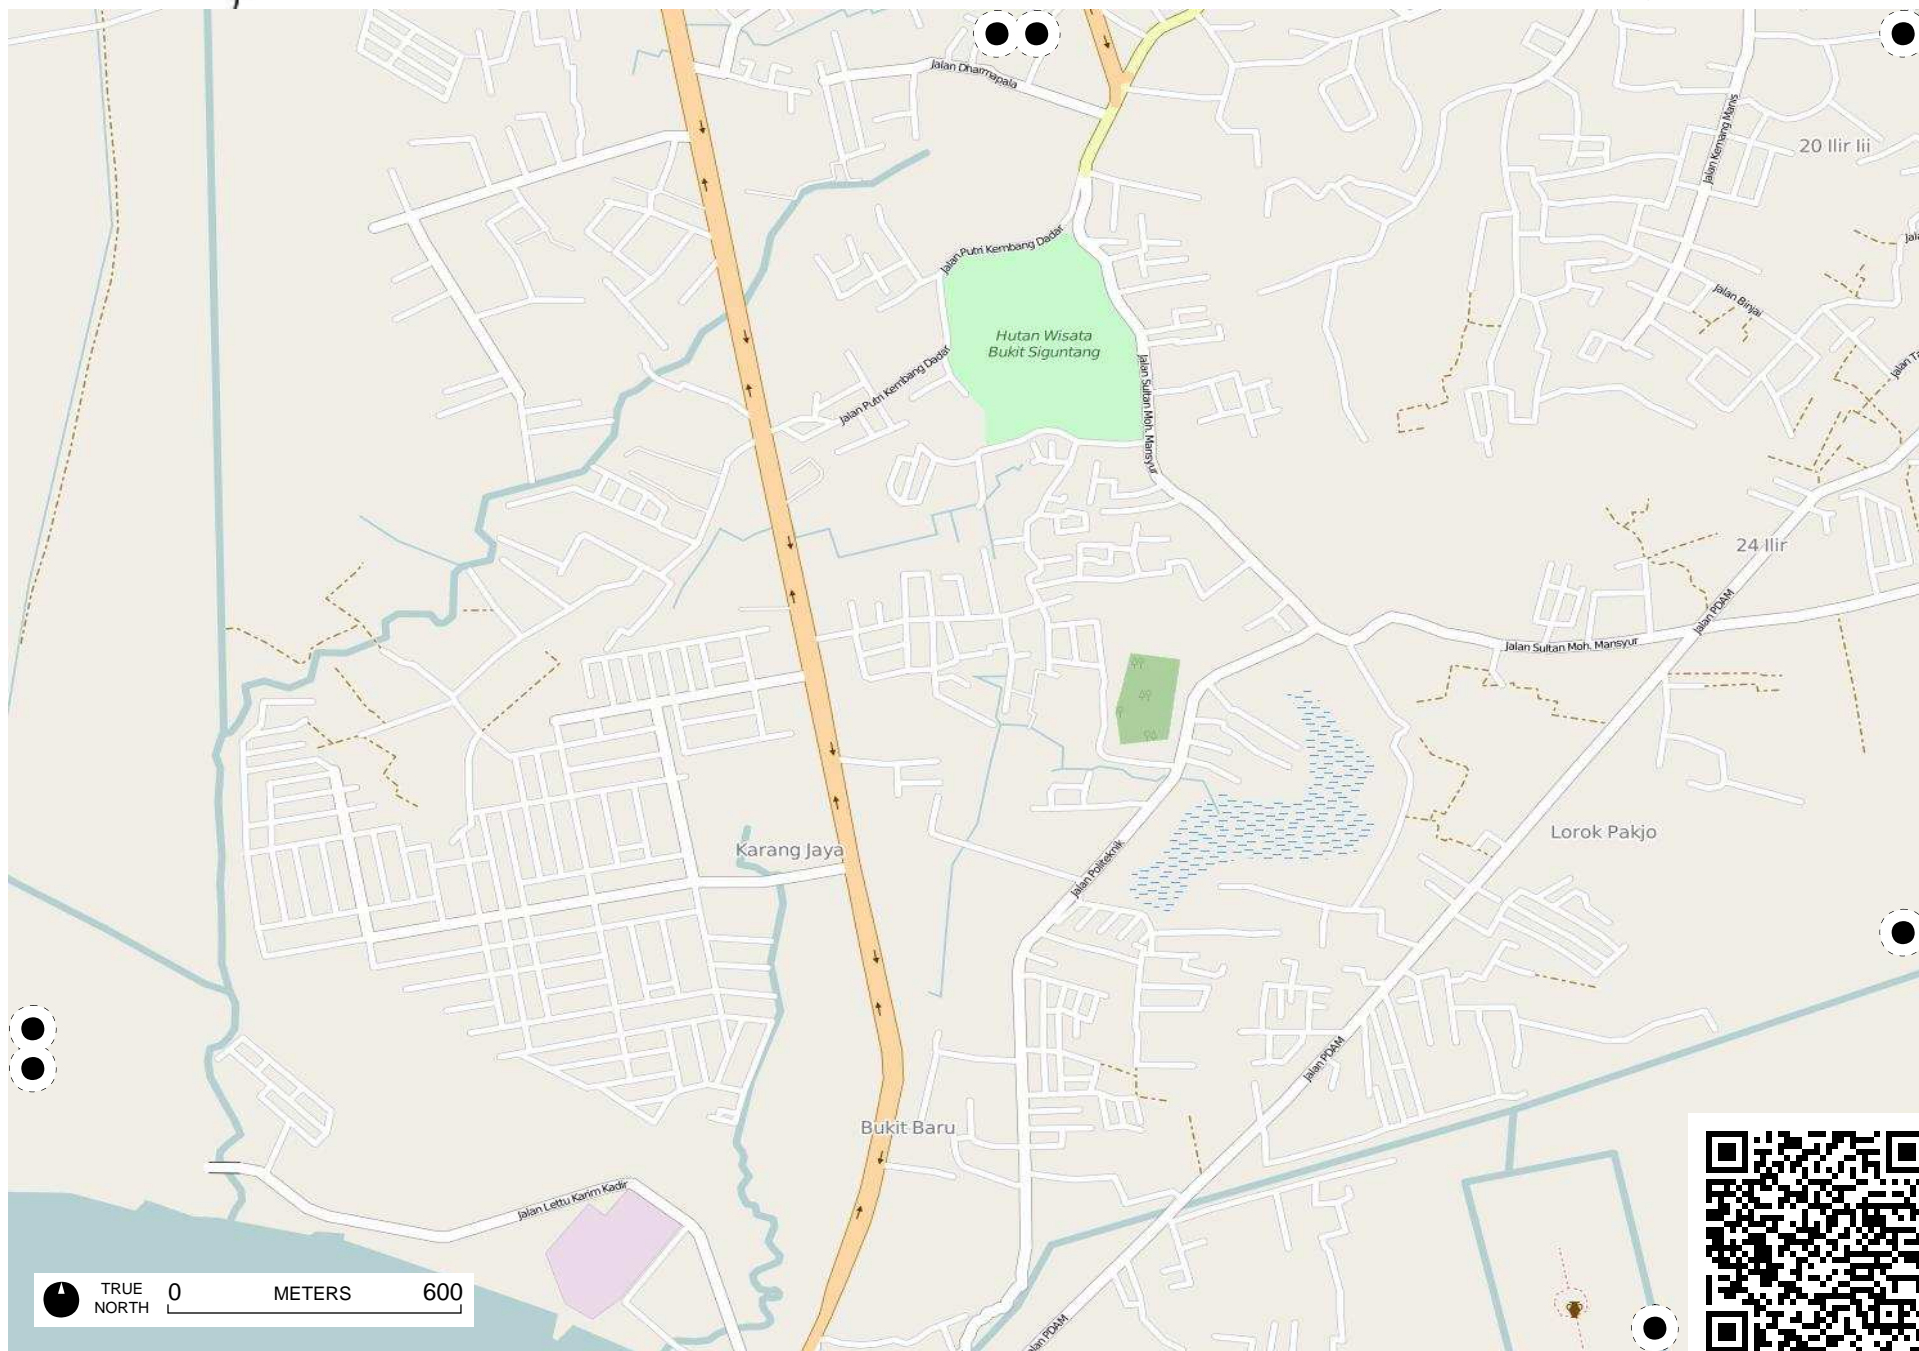 Jalan Dharmapala
Jalan Kemang Manis
20 Ilir Iii
Jalan Putri Kembang Dadar
Jalan Binjai
Hutan Wisata
Bukit Siguntang
Jalan Putri Kembang Dadar
Jalan Sultan Moh. Mansyur
24 Ilir
Jalan PDAM
Jalan Sultan Moh. Mansyur
Lorok Pakjo
Karang Jaya
Jalan Politeknik
Jalan PDAM
Bukit Baru
Jalan Lettu Karim Kadir
TRUE
NORTH
0 METERS 600
Jalan PDAM